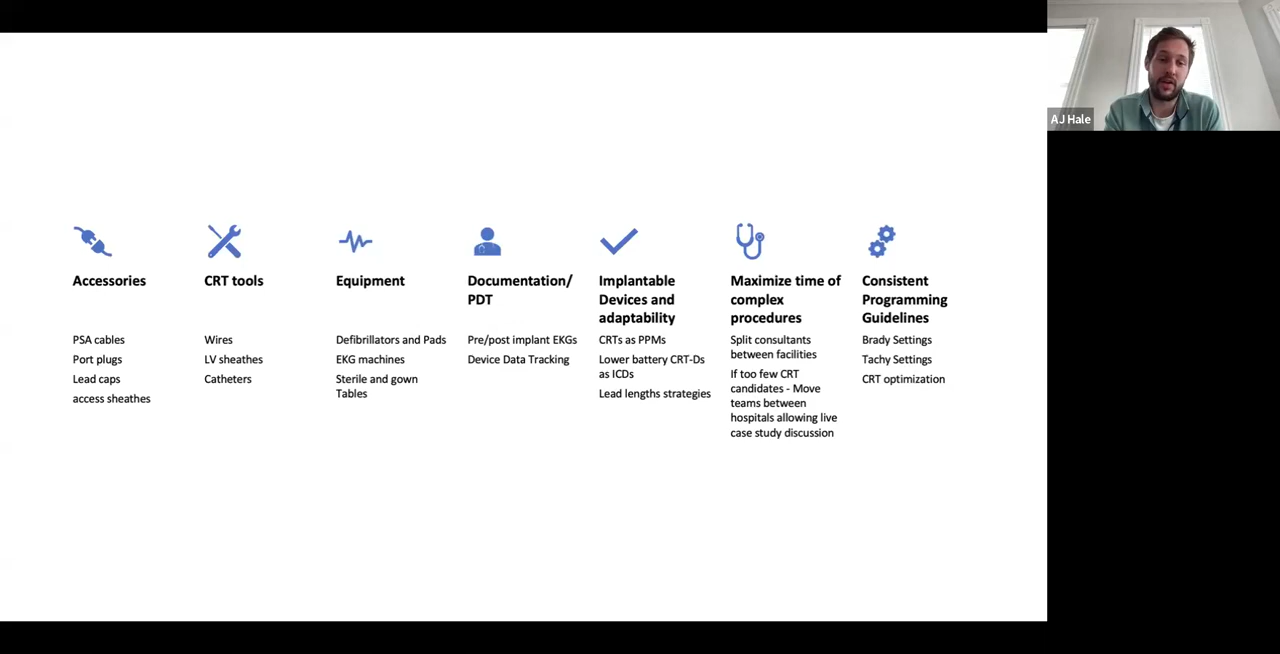 AJ Hale
Accessories
PSA cables
Port plugs
Lead caps
access sheathes
CRT tools
Wires
LV sheathes
Catheters
Equipment
Defibrillators and Pads
EKG machines
Sterile and gown
Tables
Documentation/
PDT
Pre/post implant EKGs
Device Data Tracking
Implantable
Devices and
adaptability
CRTs as PPMs
Lower battery CRT-Ds
as ICDs
Lead lengths strategies
Maximize time of
complex
procedures
Split consultants
between facilities
If too few CRT
candidates - Move
teams between
hospitals allowing live
case study discussion
Consistent
Programming
Guidelines
Brady Settings
Tachy Settings
CRT optimization